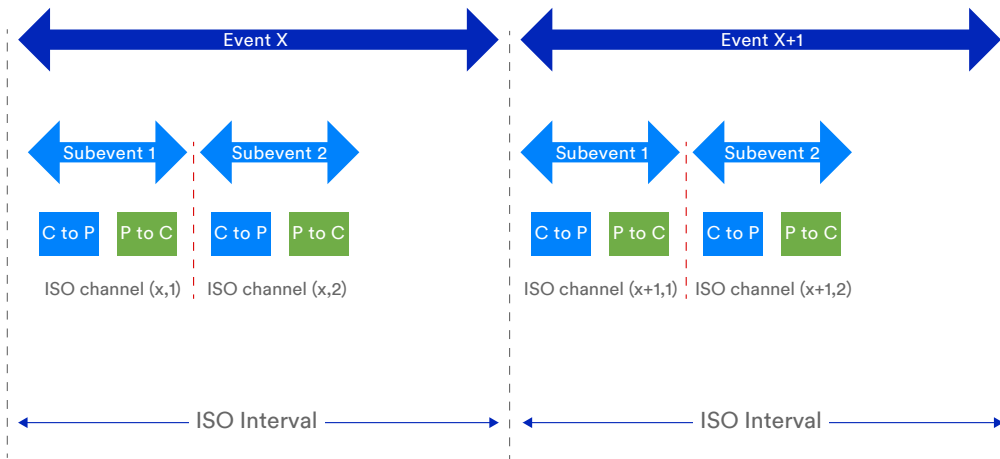 Event X
Event X+1
Subevent 1
Subevent 2
Subevent 1
Subevent 2
C to P
P to C
C to P
P to C
C to P
P to C
C to P
P to C
ISO channel (x,1)
ISO channel (x,2)
ISO channel (x+1,1)
ISO channel (x+1,2)
ISO Interval
ISO Interval